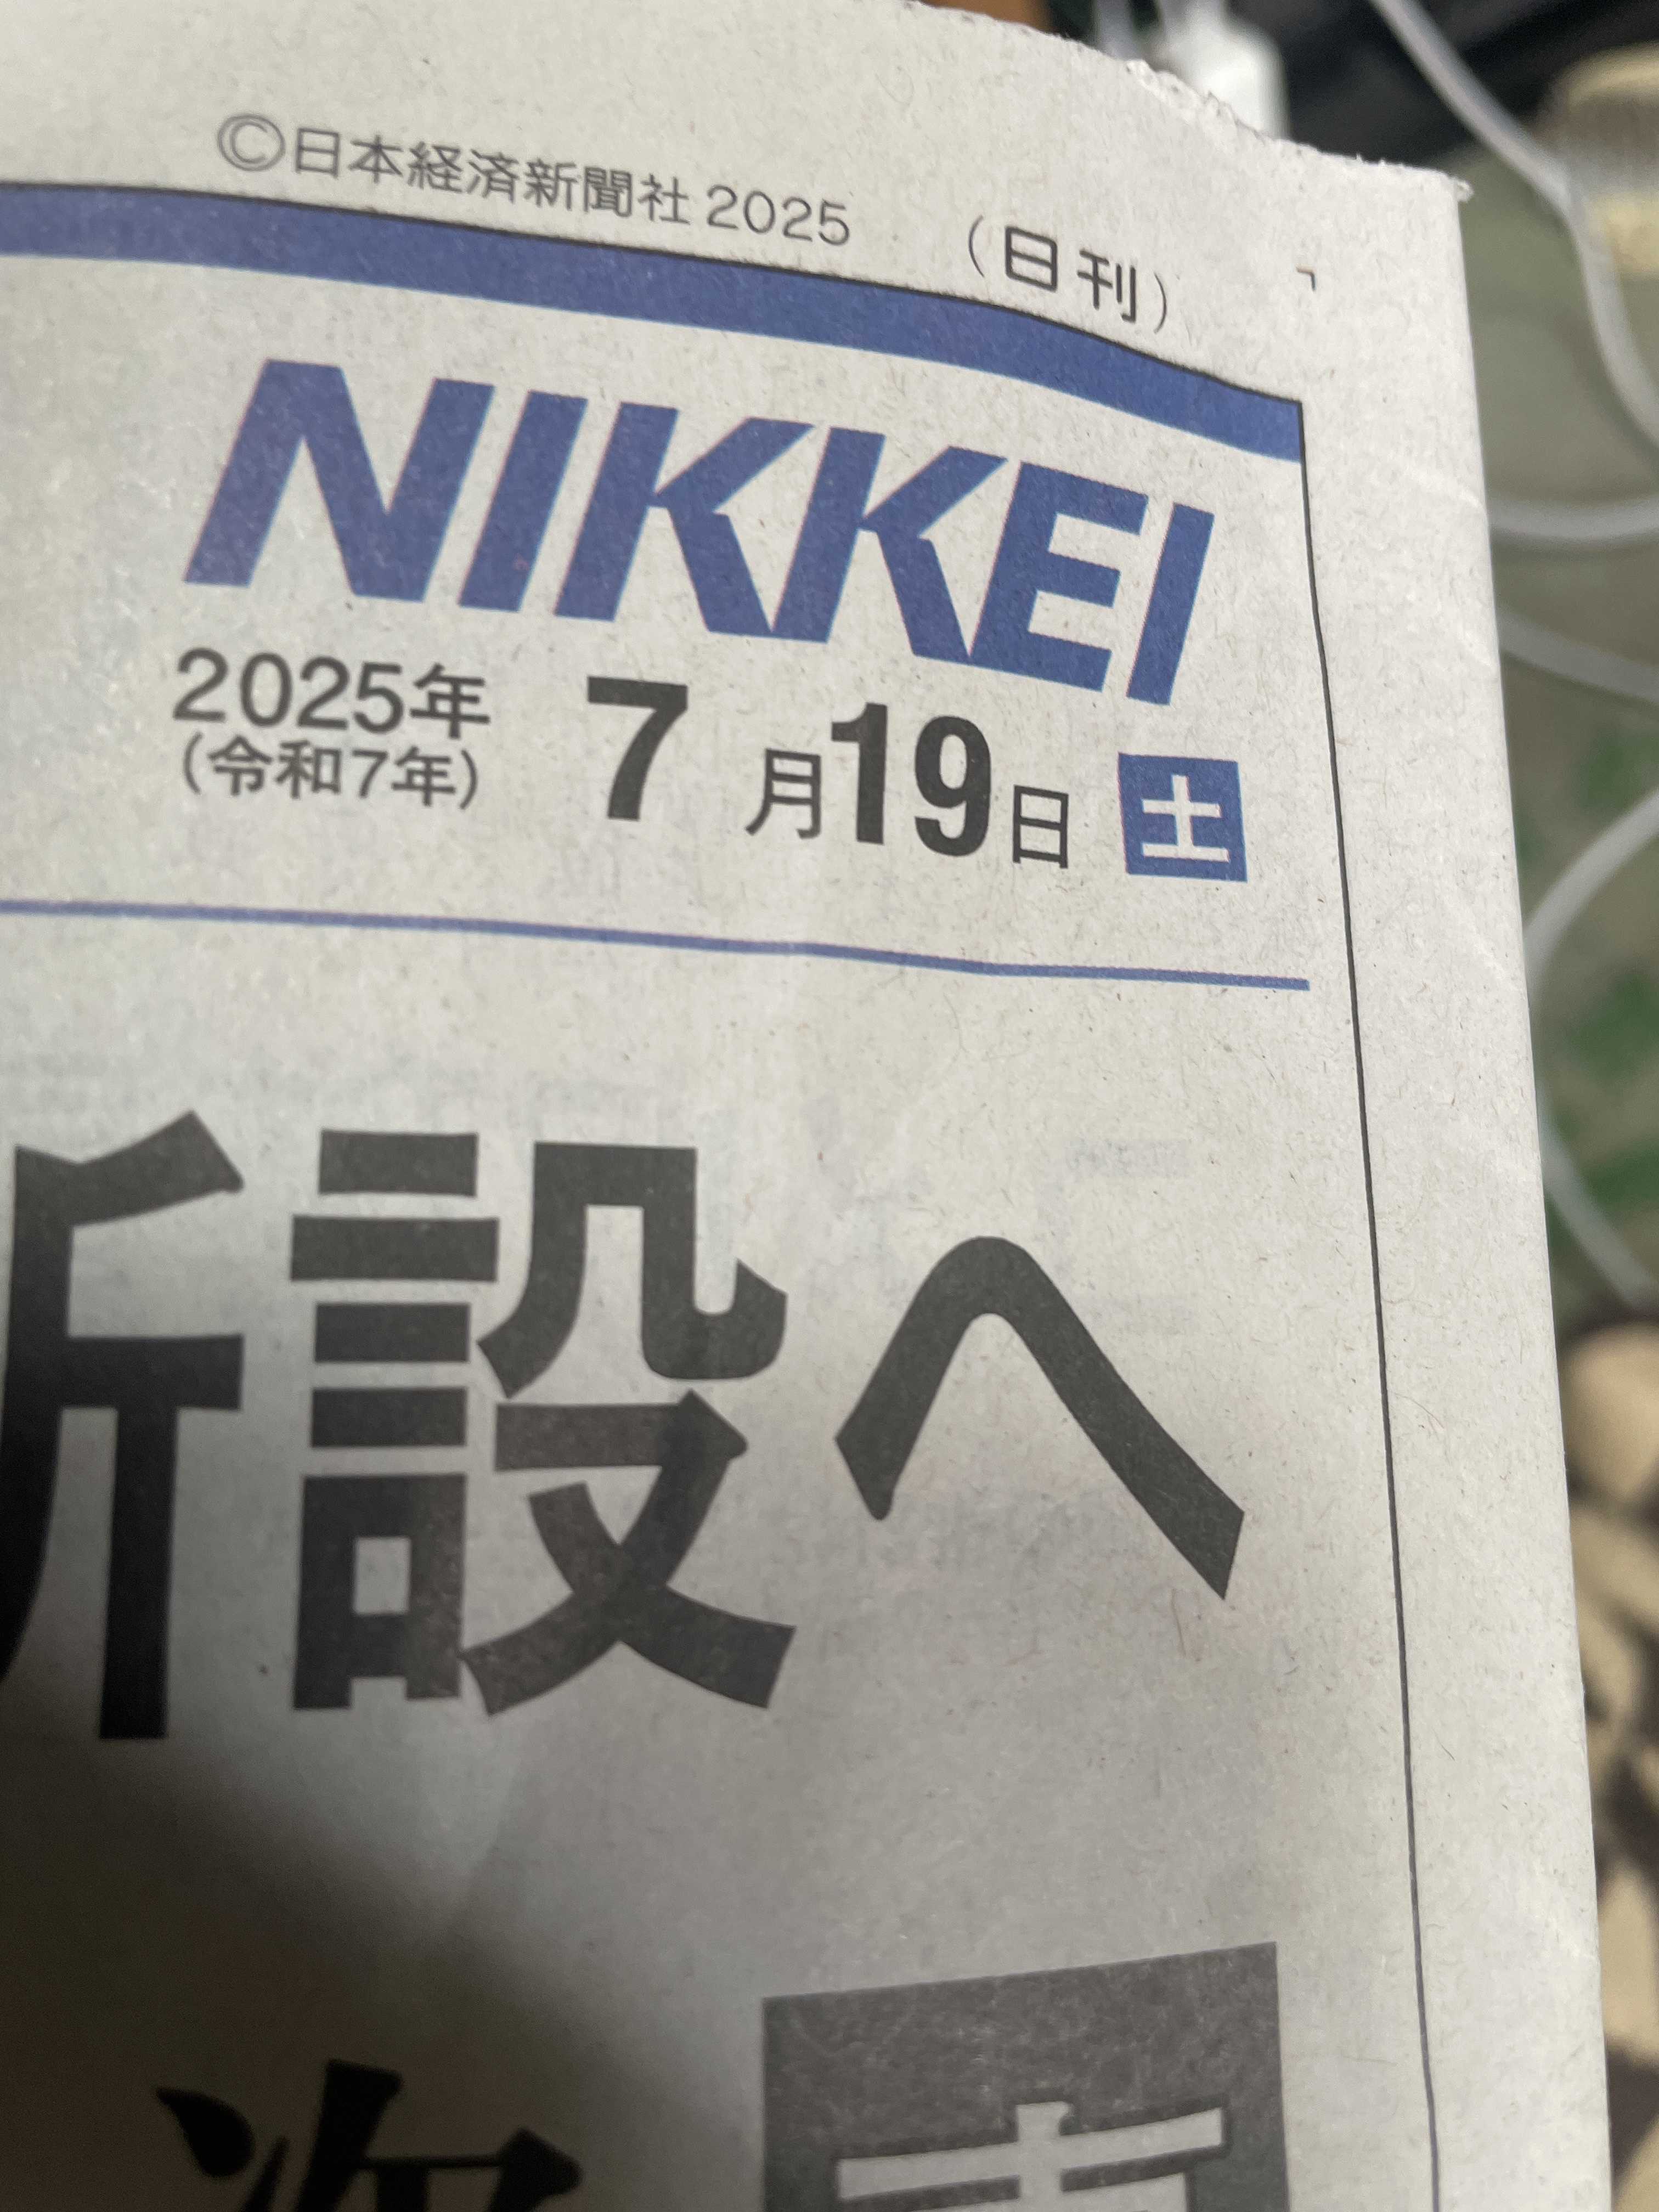 ©日本経済新聞社 2025 (日刊)
NIKKEI
2025年 7月19日 土
(令和7年)
設へ